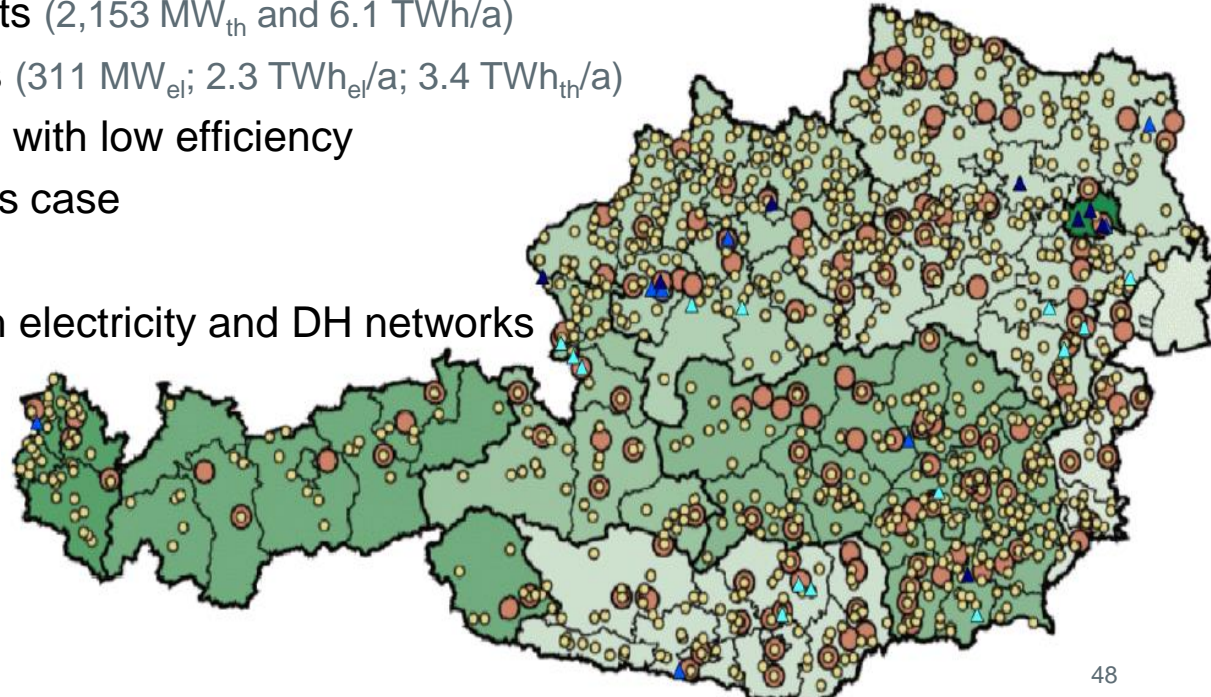 ts (2,153 MWth and 6.1 TWh/a)
s (311 MWel; 2.3 TWhel/a; 3.4 TWhth/a)
with low efficiency
s case
n electricity and DH networks
48